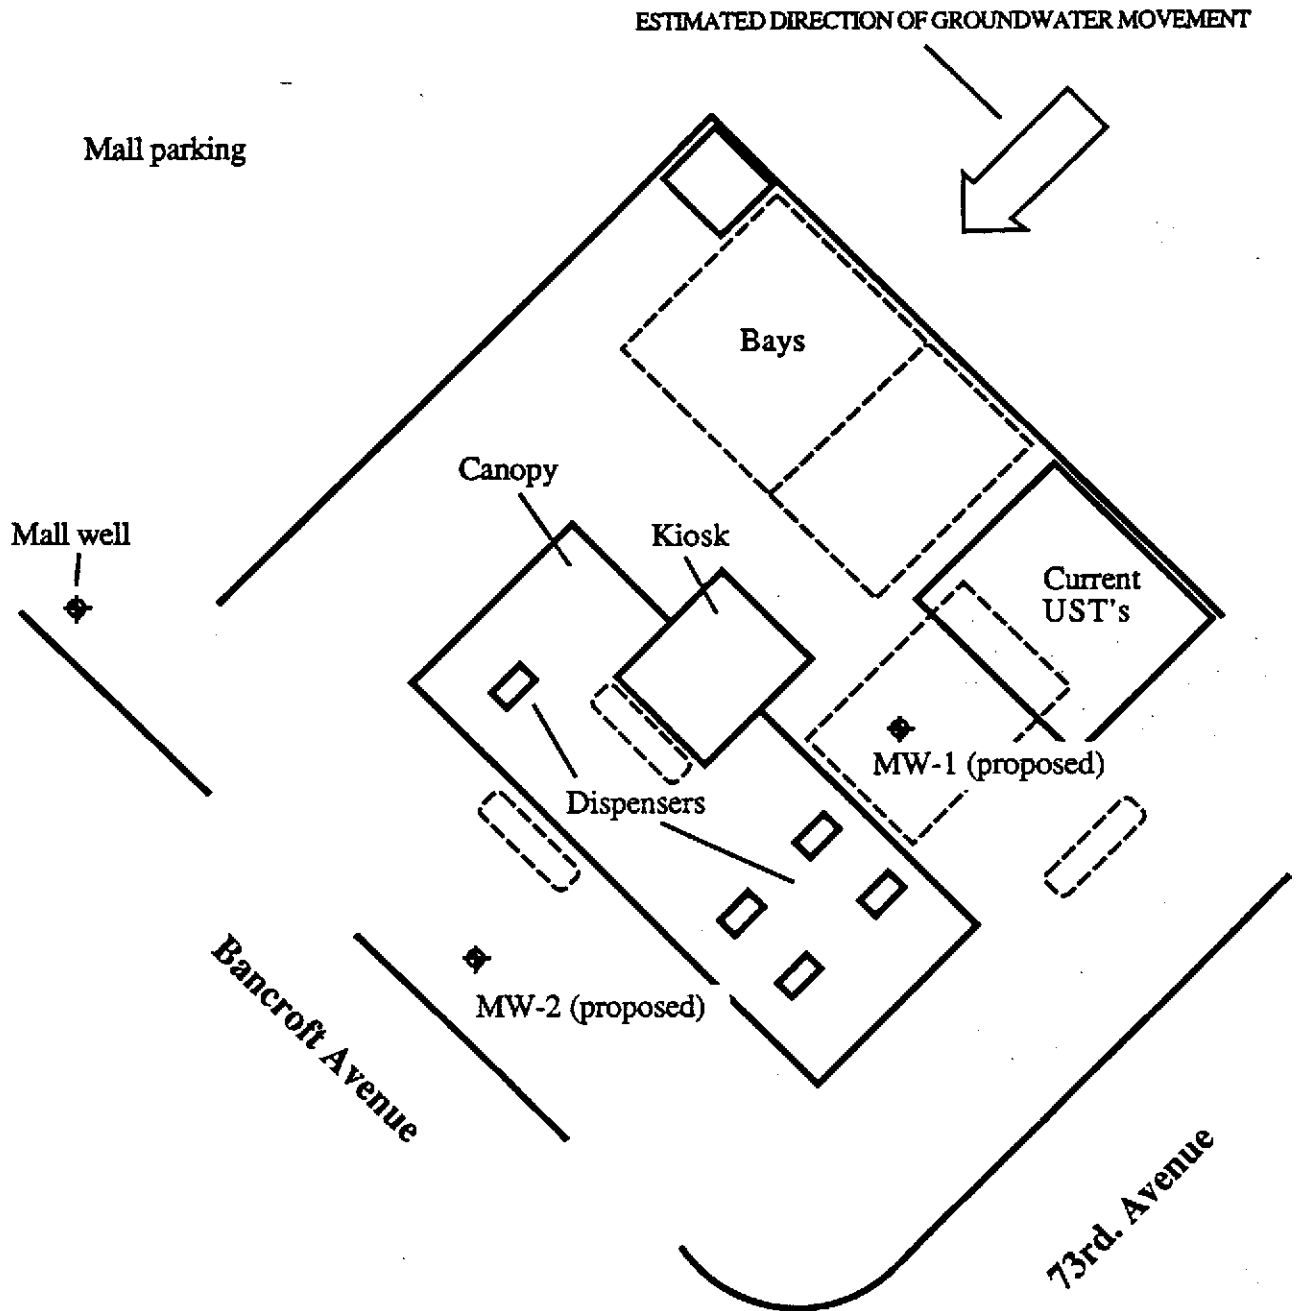 ESTIMATED DIRECTION OF GROUNDWATER MOVEMENT
Mall parking
Bays
Canopy
Kiosk
Mall well
Current
UST's
MW-1 (proposed)
Dispensers
MW-2 (proposed)
Bancroft Avenue
73rd. Avenue